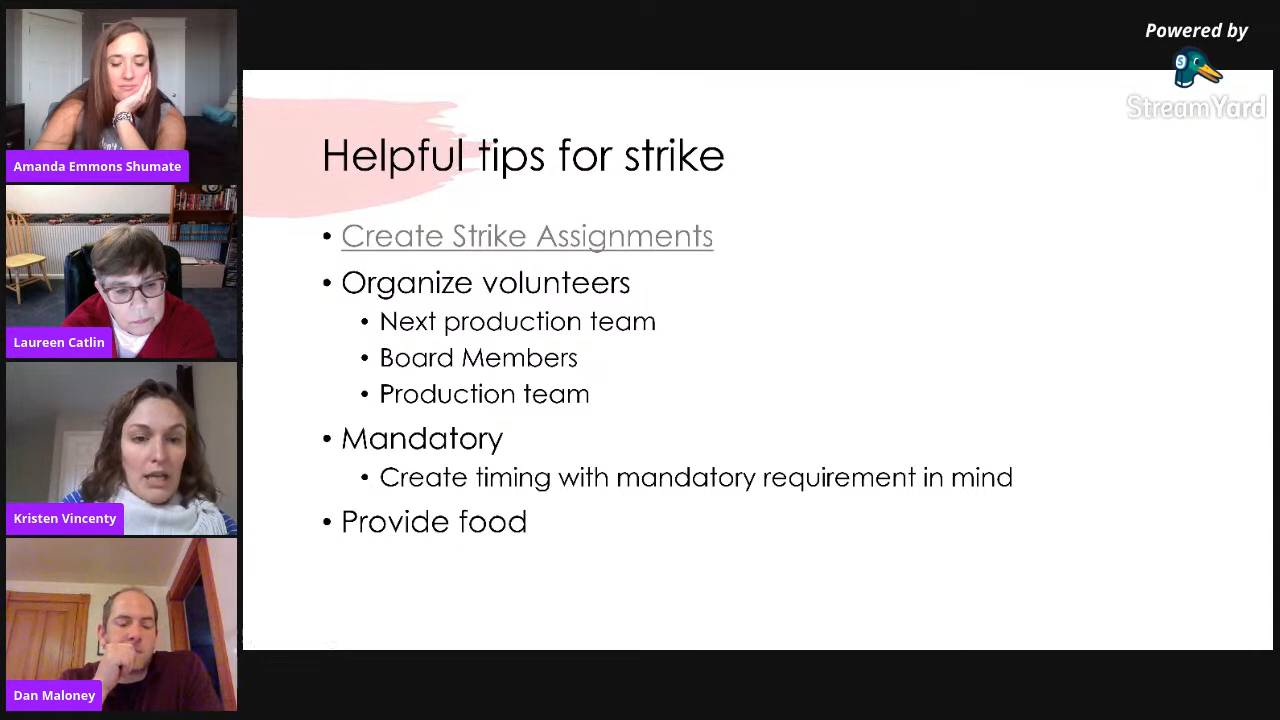 Powered by
StreamYard
Amanda Emmons Shumate
Laureen Catlin
Kristen Vincenty
Dan Maloney
Helpful tips for strike
• Create Strike Assignments
• Organize volunteers
• Next production team
• Board Members
• Production team
• Mandatory
• Create timing with mandatory requirement in mind
• Provide food